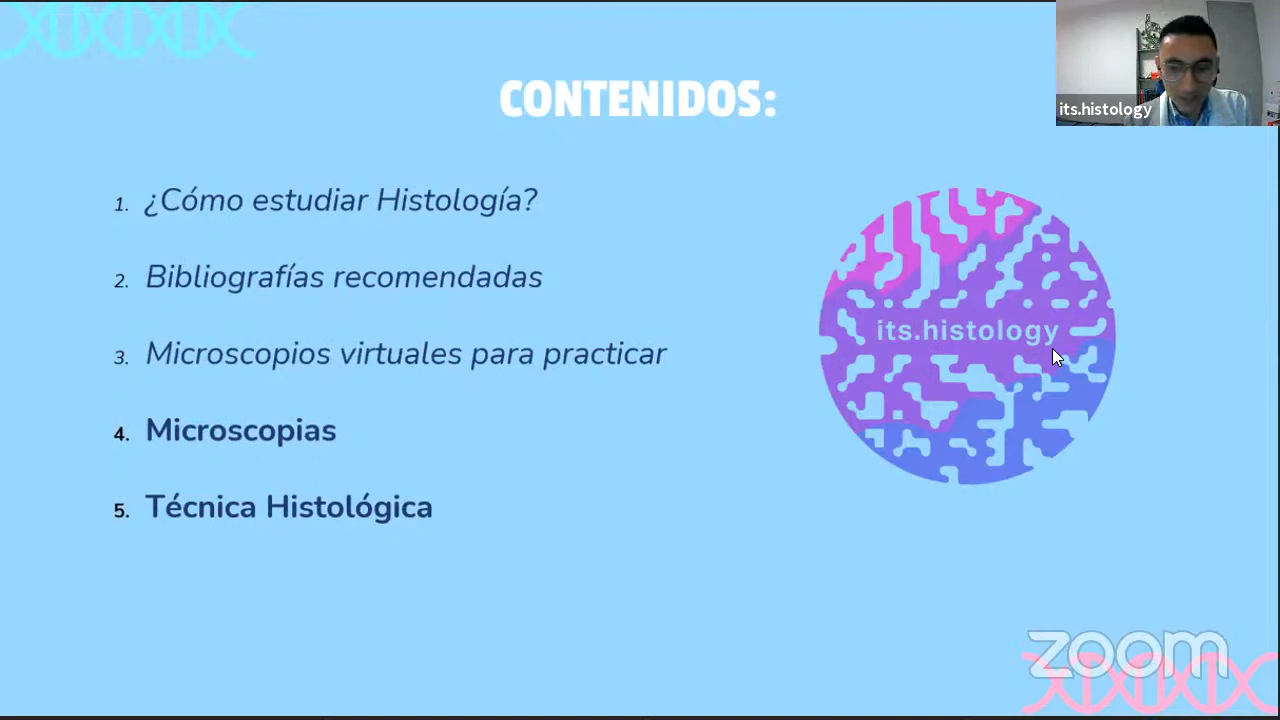 CONTENIDOS:
its.histology
1. ¿Cómo estudiar Histología?
2. Bibliografías recomendadas
3. Microscopios virtuales para practicar
its.histology
4. Microscopias
5. Técnica Histológica
zoom